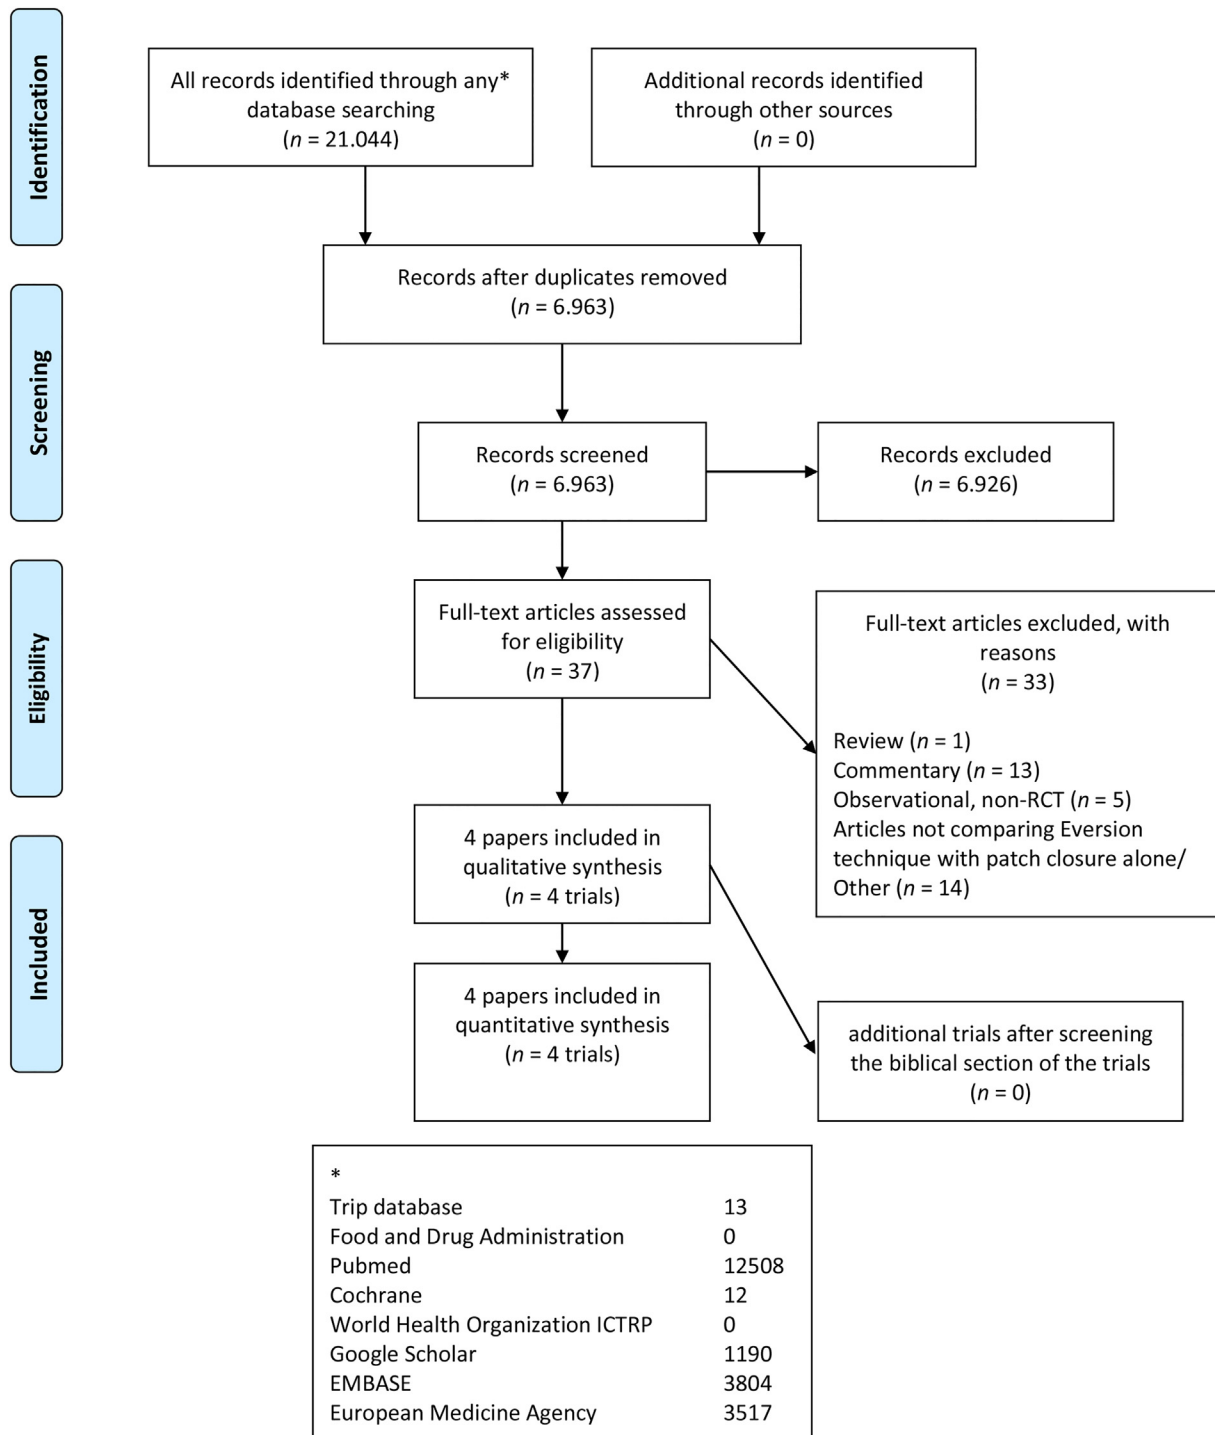 Identification
All records identified through any*
database searching
(n = 21.044)
Additional records identified
through other sources
(n = 0)
Records after duplicates removed
(n = 6.963)
Screening
Records screened
(n = 6.963)
Records excluded
(n = 6.926)
Eligibility
Full-text articles assessed
for eligibility
(n = 37)
Full-text articles excluded, with
reasons
(n = 33)
Review (n = 1)
Commentary (n = 13)
Observational, non-RCT (n = 5)
Articles not comparing Eversion
technique with patch closure alone/
Other (n = 14)
4 papers included in
qualitative synthesis
(n = 4 trials)
Included
4 papers included in
quantitative synthesis
(n = 4 trials)
additional trials after screening
the biblical section of the trials
(n = 0)
*
Trip database 13
Food and Drug Administration 0
Pubmed 12508
Cochrane 12
World Health Organization ICTRP 0
Google Scholar 1190
EMBASE 3804
European Medicine Agency 3517